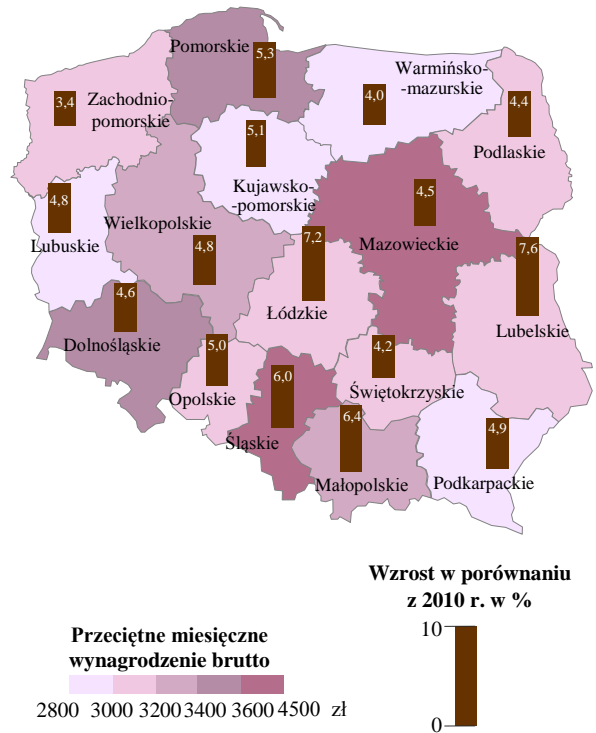 Pomorskie
5,3
Warmińsko-
-mazurskie
4,0
3,4
Zachodnio-
pomorskie
4,4
Podlaskie
5,1
Kujawsko-
-pomorskie
4,8
Lubuskie
Wielkopolskie
4,8
4,5
Mazowieckie
7,2
Łódzkie
7,6
Lubelskie
4,6
Dolnośląskie
5,0
Opolskie
6,0
Śląskie
4,2
Świętokrzyskie
6,4
Małopolskie
4,9
Podkarpackie
Wzrost w porównaniu
z 2010 r. w %
10
0
Przeciętne miesięczne
wynagrodzenie brutto
2800 3000 3200 3400 3600 4500 zł